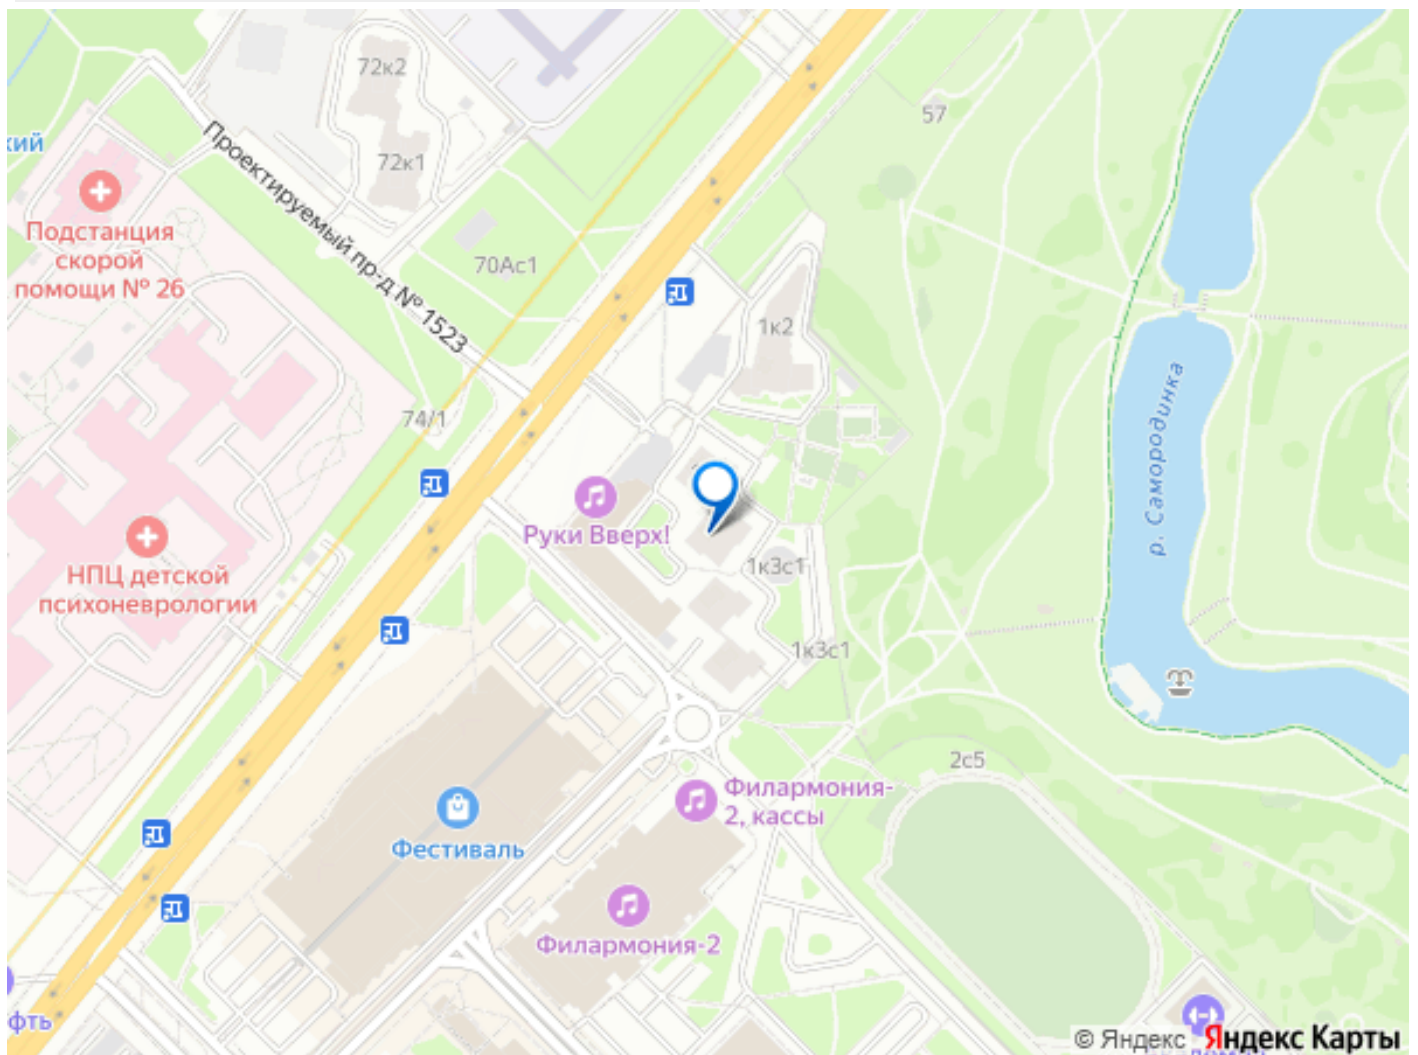 72к2
57
кий
Проектируемый пр-д № 1523
72к1
Подстанция
скорой
помощи № 26
70Ас1
1к2
р. Самородинка
74/1
Руки Вверх!
1к3с1
НПЦ детской
психоневрологии
1к3с1
2с5
Филармония-
2, кассы
Фестиваль
Филармония-2
фть
© Яндекс Яндекс Карты